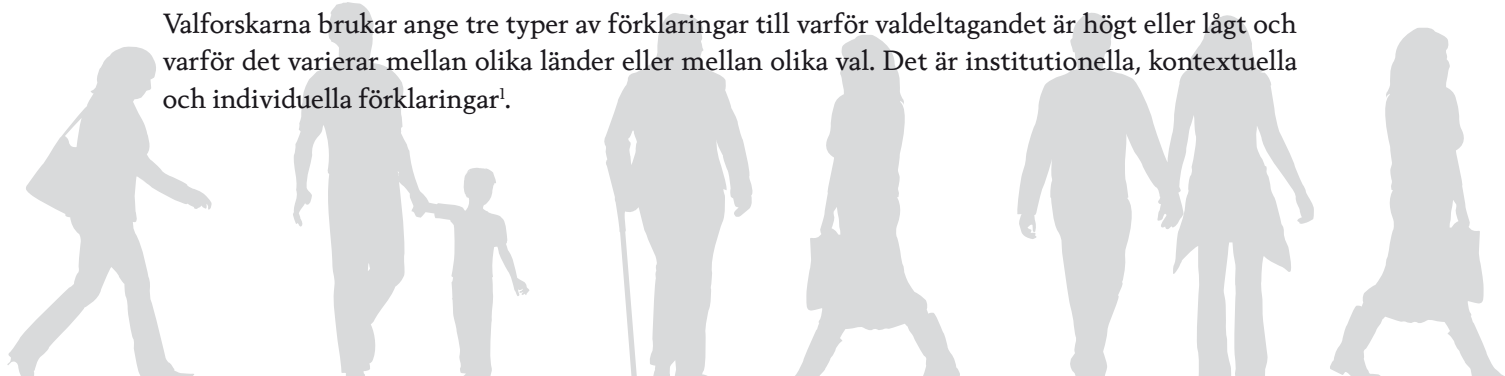 Valforskarna brukar ange tre typer av förklaringar till varför valdeltagandet är högt eller lågt och
varför det varierar mellan olika länder eller mellan olika val. Det är institutionella, kontextuella
och individuella förklaringar¹.